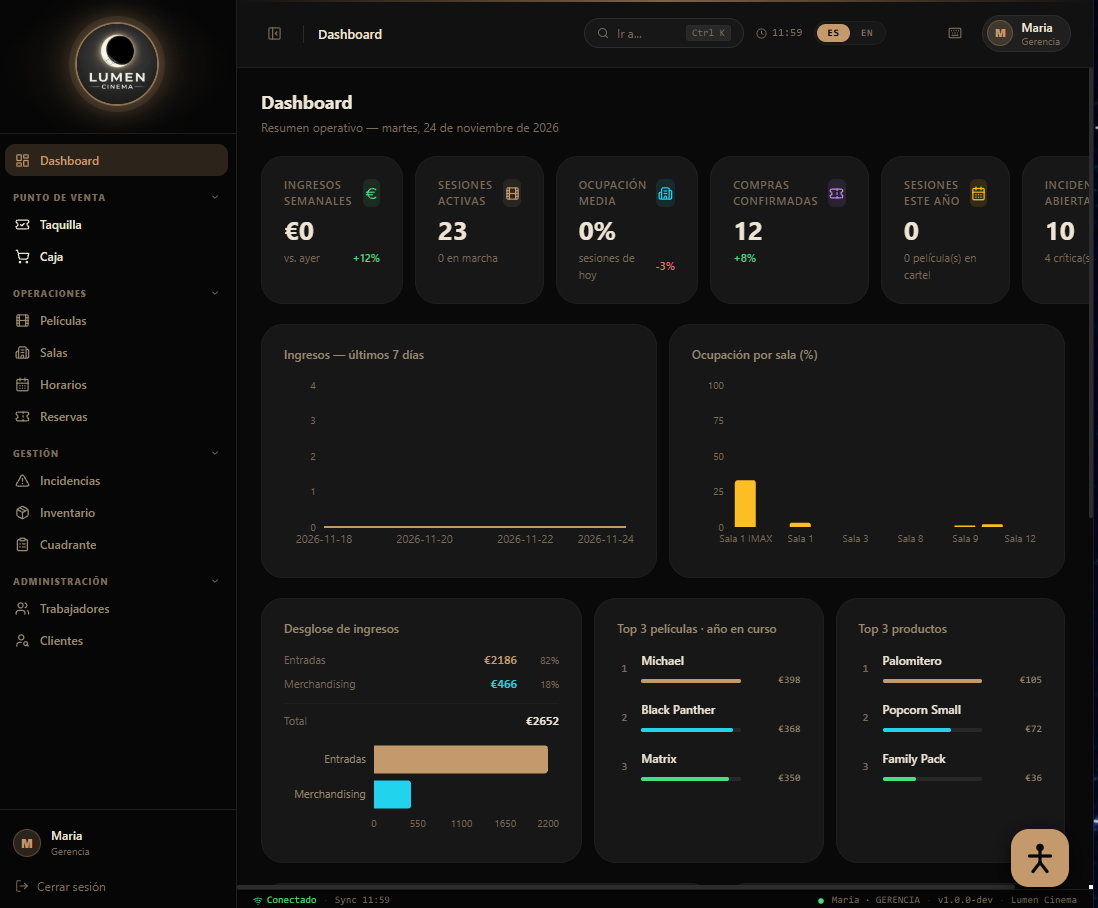 LUMEN
CINEMA
Dashboard
PUNTO DE VENTA
Taquilla
Caja
OPERACIONES
Películas
Salas
Horarios
Reservas
GESTIÓN
Incidencias
Inventario
Cuadrante
ADMINISTRACIÓN
Trabajadores
Clientes
M
Maria
Gerencia
Cerrar sesión
Dashboard
Ir a...
Ctrl K
11:59
ES
EN
M
Maria
Gerencia
Dashboard
Resumen operativo — martes, 24 de noviembre de 2026
INGRESOS
SEMANALES
€
€0
vs. ayer
+12%
SESIONES
ACTIVAS
23
0 en marcha
OCUPACIÓN
MEDIA
0%
sesiones de
hoy
-3%
COMPRAS
CONFIRMADAS
12
+8%
SESIONES
ESTE AÑO
0
0 película(s) en
cartel
INCIDEN
ABIERTA
10
4 crítica(s
Ingresos — últimos 7 días
4
3
2
1
0
2026-11-18 2026-11-20 2026-11-22 2026-11-24
Ocupación por sala (%)
100
75
50
25
0
Sala 1 IMAX Sala 1 Sala 3 Sala 8 Sala 9 Sala 12
Desglose de ingresos
Entradas €2186 82%
Merchandising €466 18%
Total €2652
Entradas
Merchandising
0 550 1100 1650 2200
Top 3 películas · año en curso
1 Michael €398
2 Black Panther €368
3 Matrix €350
Top 3 productos
1 Palomitero €105
2 Popcorn Small €72
3 Family Pack €36
Conectado · Sync 11:59
Maria · GERENCIA · v1.0.0-dev · Lumen Cinema